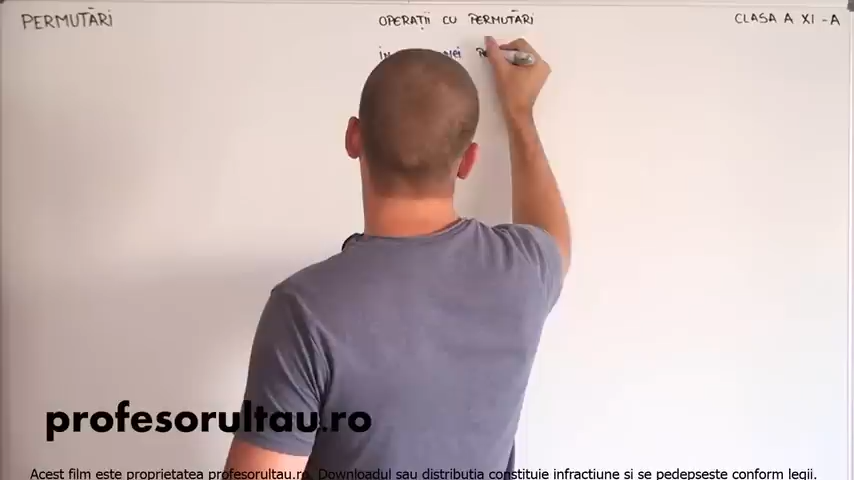 PERMUTĂRI
OPERAȚII CU PERMUTĂRI
CLASA A XI -A
profesorultau.ro
Acest film este proprietatea profesorultau.ro. Downloadul sau distributia constituie infractiune si se pedepseste conform legii.